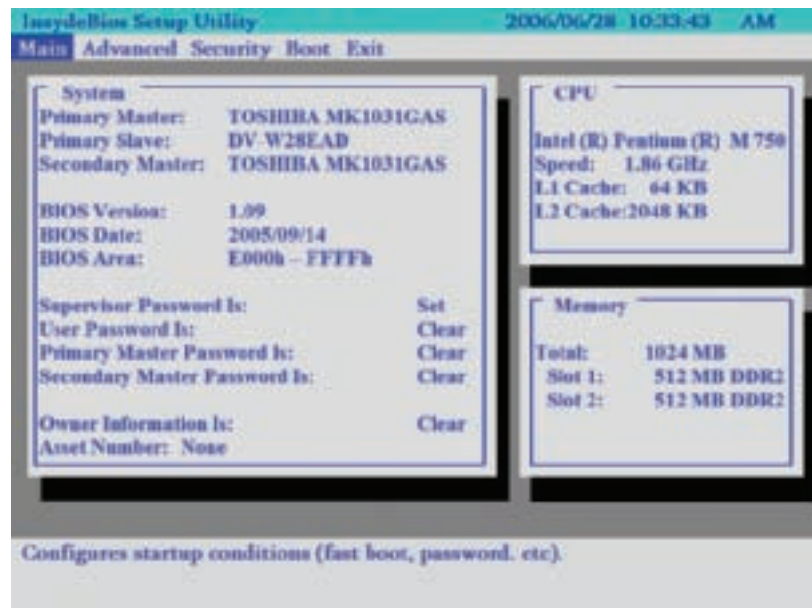 InsydeBios Setup Utility 2006/06/28 10:33:43 AM
Main Advanced Security Boot Exit
System
Primary Master: TOSHIBA MK1031GAS
Primary Slave: DV-W28EAD
Secondary Master: TOSHIBA MK1031GAS
BIOS Version: 1.09
BIOS Date: 2005/09/14
BIOS Area: E000h – FFFFh
Supervisor Password Is: Set
User Password Is: Clear
Primary Master Password Is: Clear
Secondary Master Password Is: Clear
Owner Information Is: Clear
Asset Number: None
CPU
Intel (R) Pentium (R) M 750
Speed: 1.86 GHz
L1 Cache: 64 KB
L2 Cache:2048 KB
Memory
Total: 1024 MB
Slot 1: 512 MB DDR2
Slot 2: 512 MB DDR2
Configures startup conditions (fast boot, password. etc).